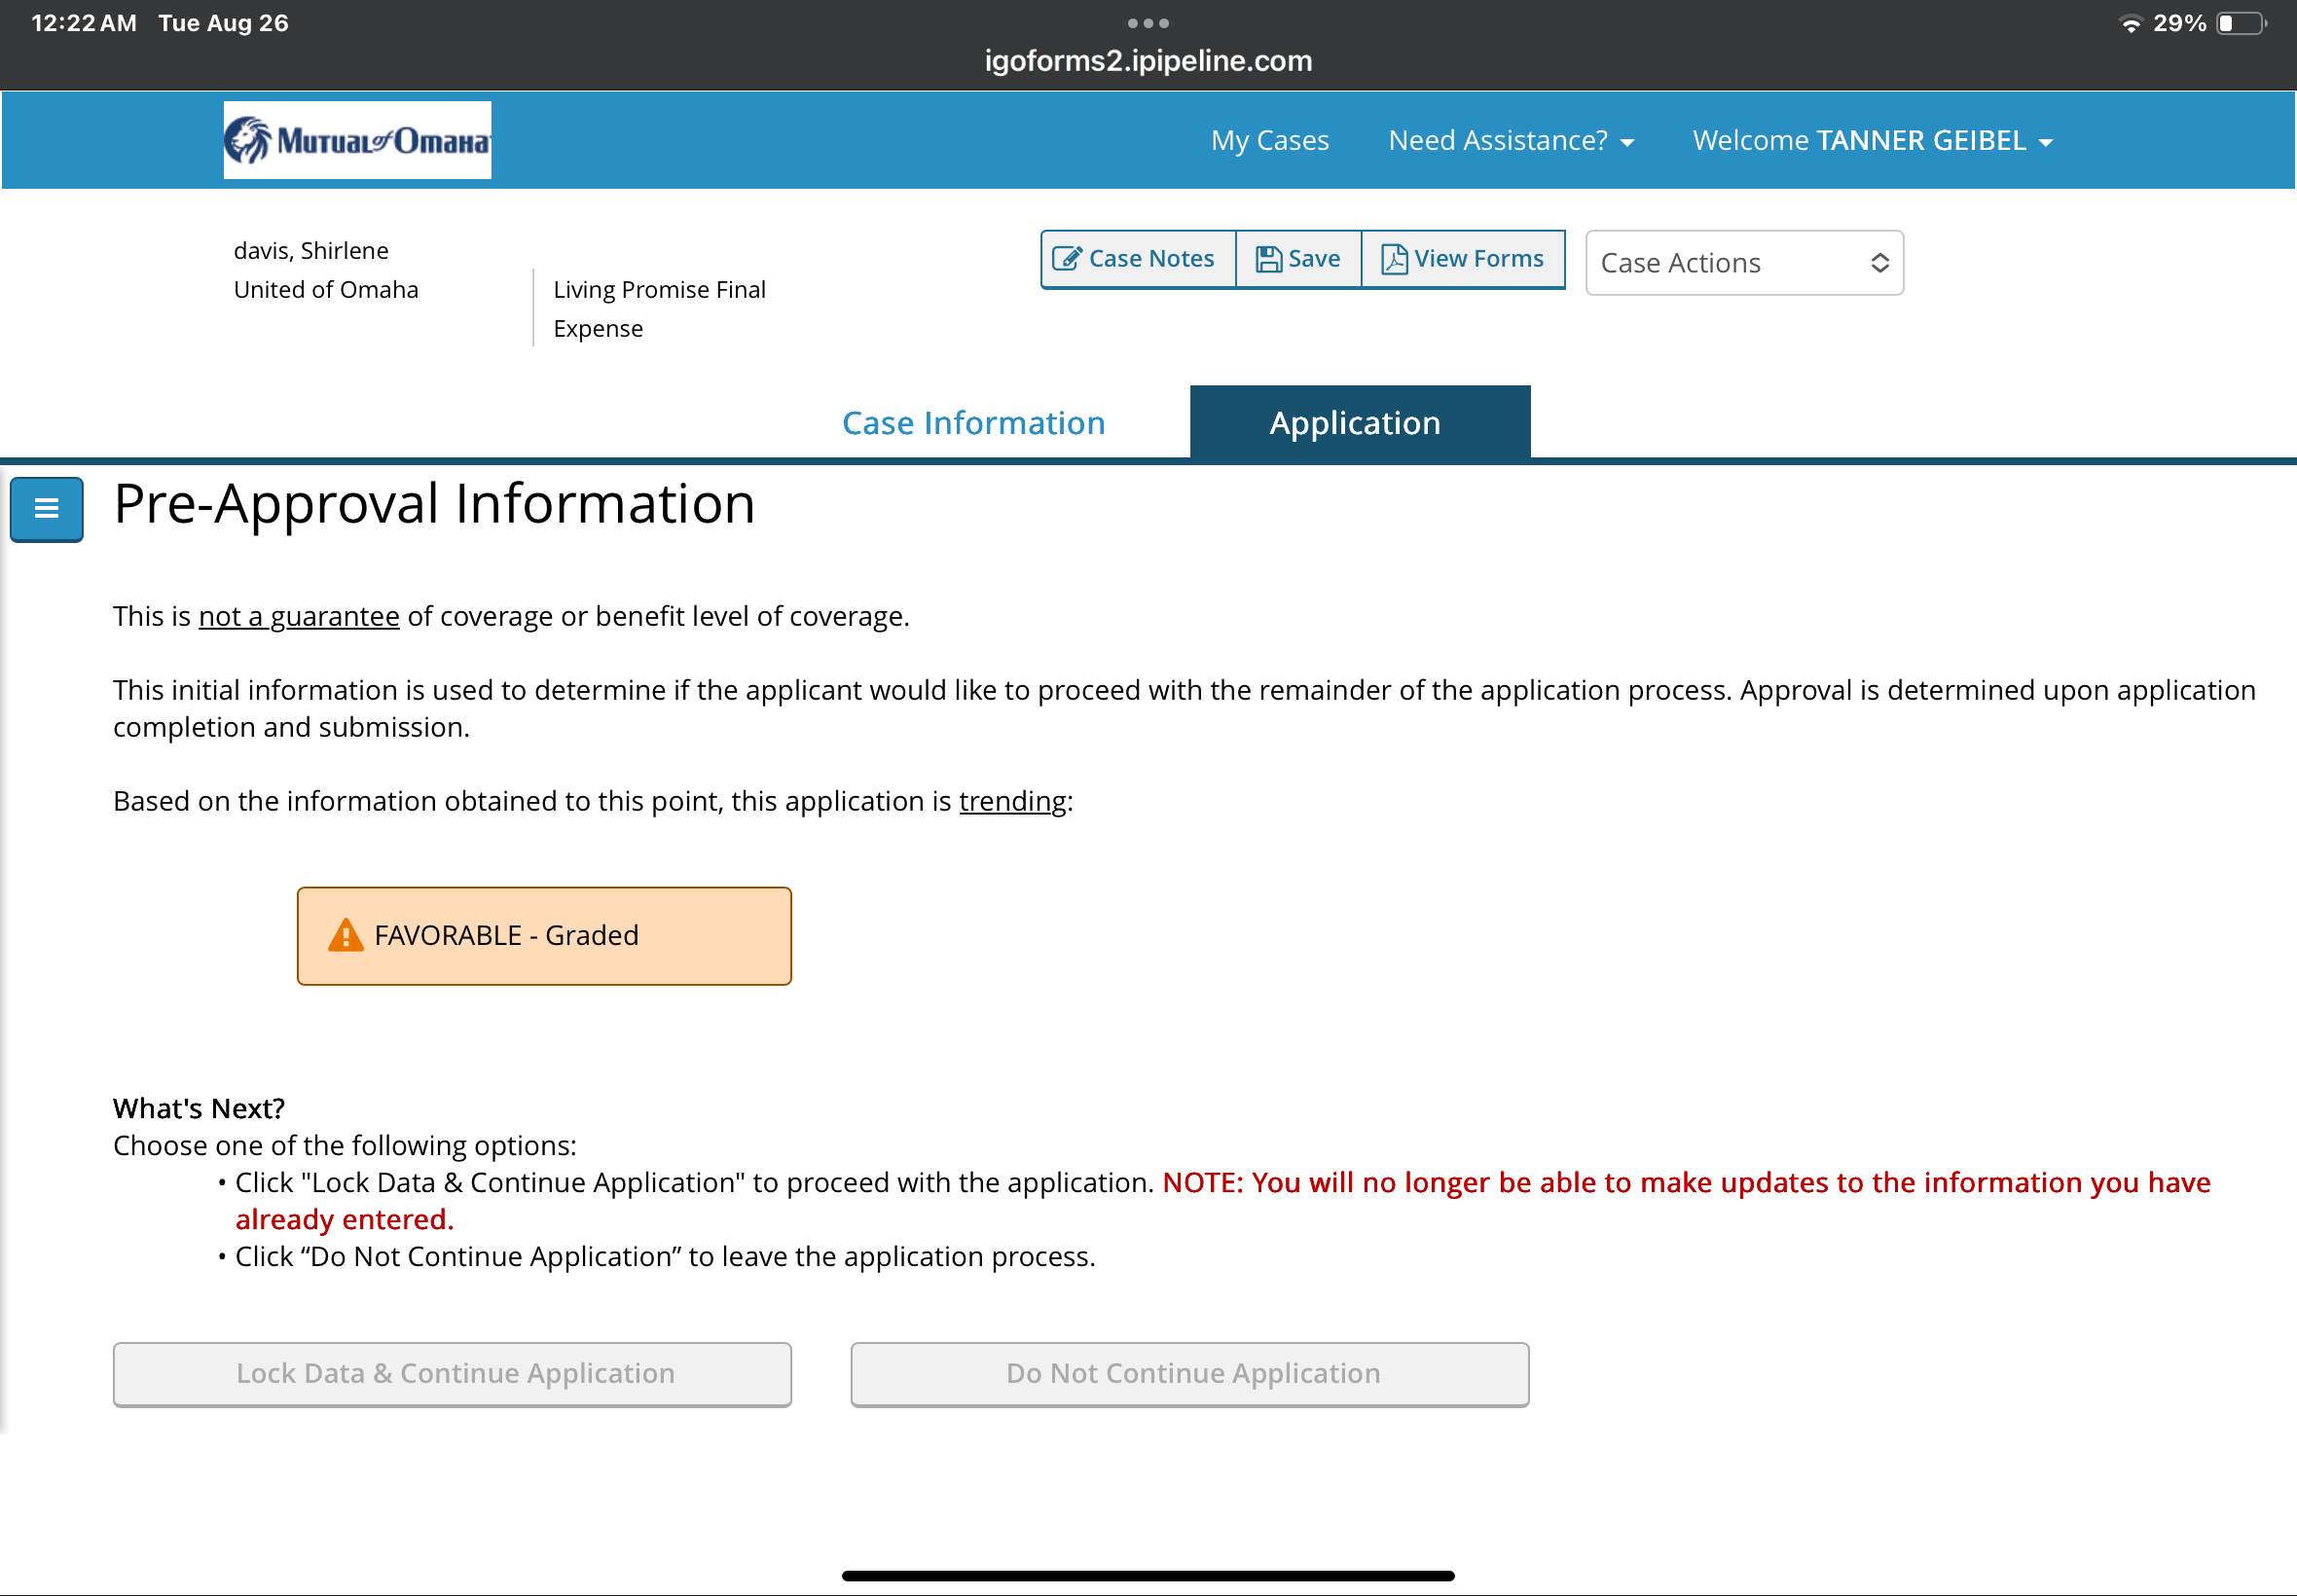 12:22 AM Tue Aug 26
29%
igoforms2.ipipeline.com
Mutual of Omaha
My Cases
Need Assistance?
Welcome TANNER GEIBEL
davis, Shirlene
United of Omaha
Living Promise Final
Expense
Case Notes
Save
View Forms
Case Actions
Case Information
Application
Pre-Approval Information
This is not a guarantee of coverage or benefit level of coverage.
This initial information is used to determine if the applicant would like to proceed with the remainder of the application process. Approval is determined upon application
completion and submission.
Based on the information obtained to this point, this application is trending:
FAVORABLE - Graded
What's Next?
Choose one of the following options:
• Click "Lock Data & Continue Application" to proceed with the application. NOTE: You will no longer be able to make updates to the information you have
already entered.
• Click “Do Not Continue Application” to leave the application process.
Lock Data & Continue Application
Do Not Continue Application